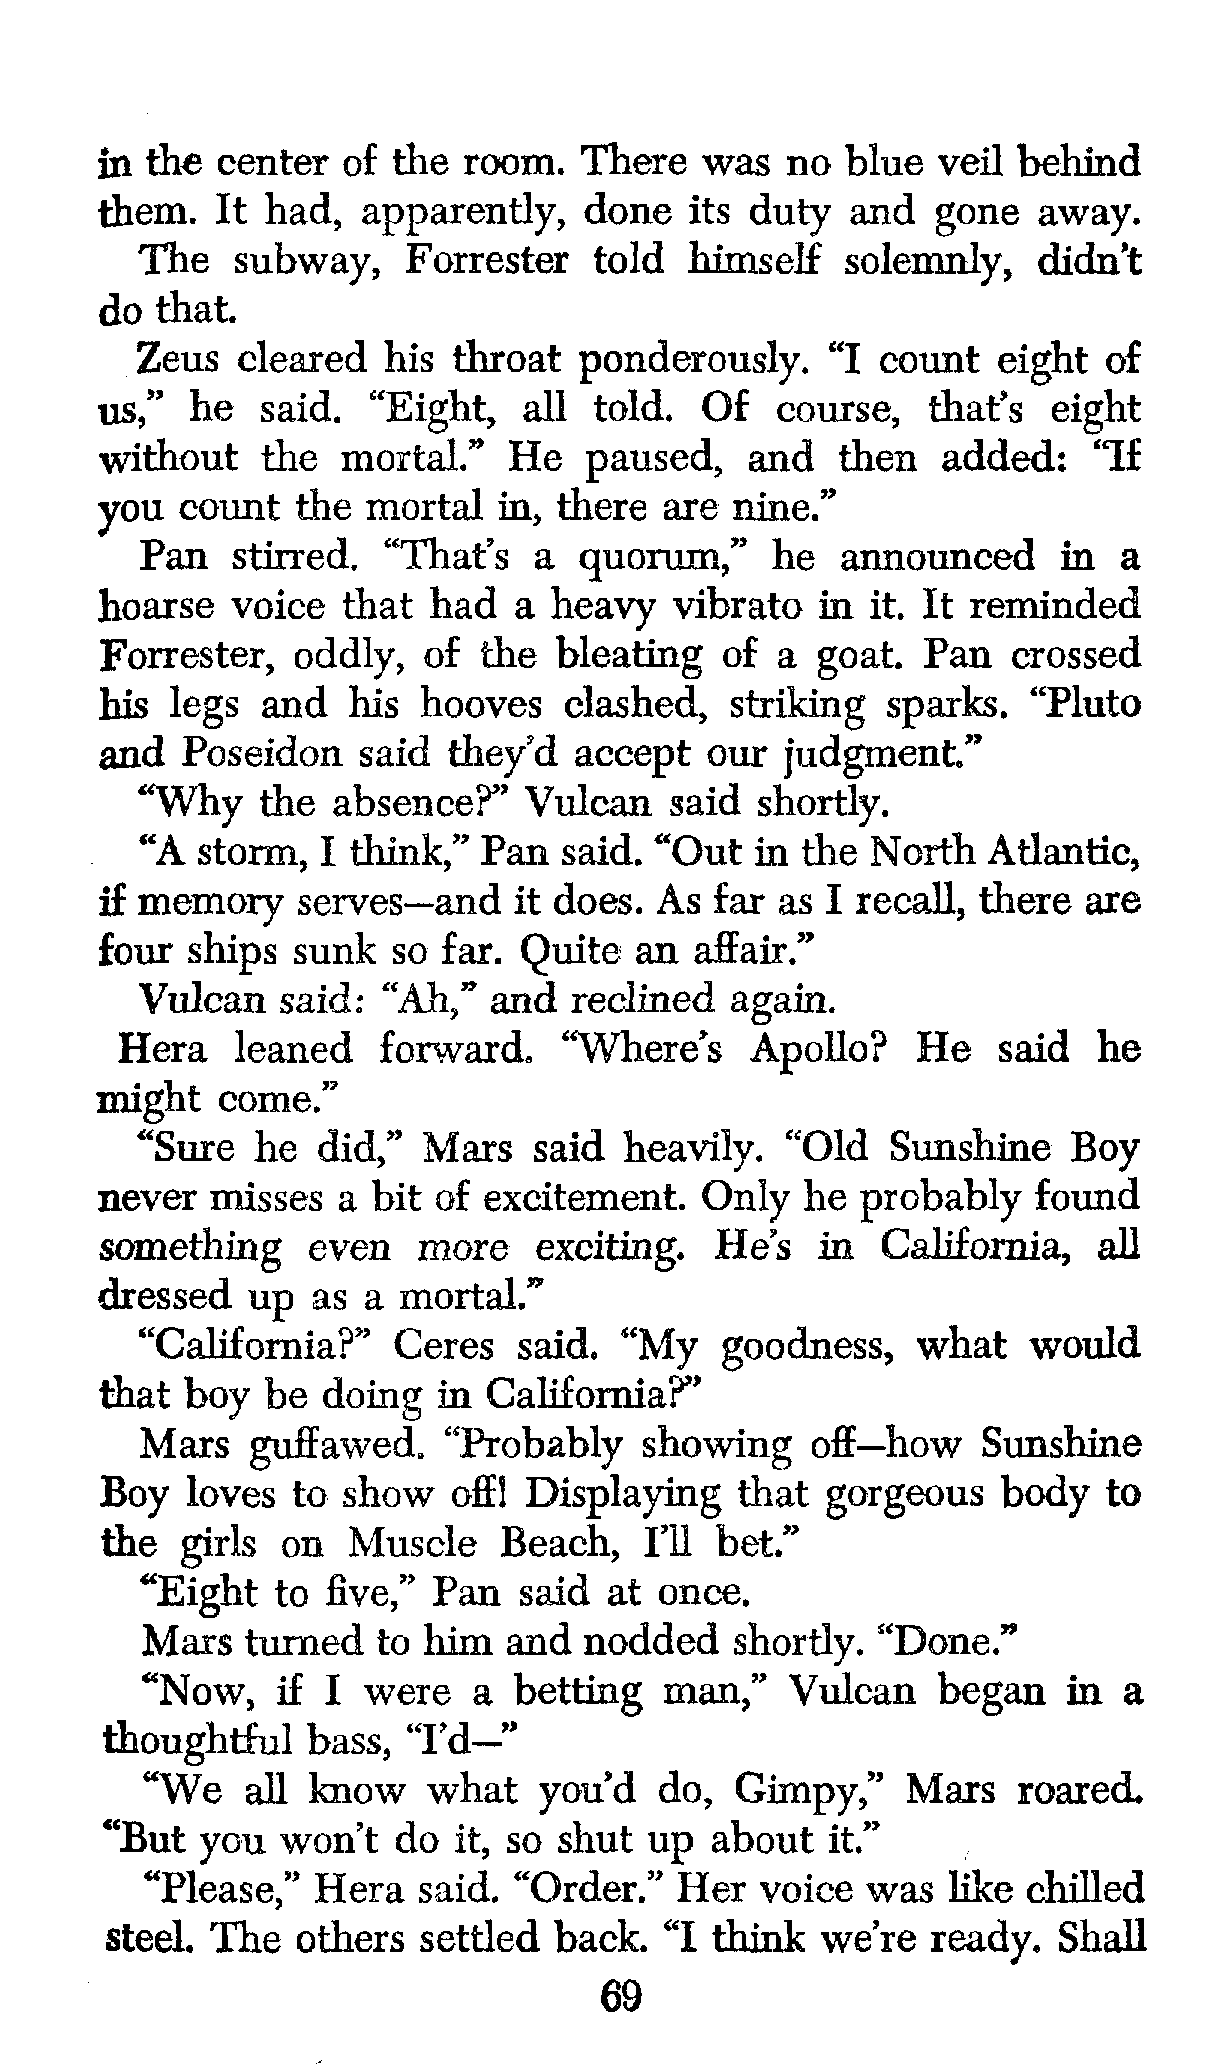 in the center of the room. There was no blue veil behind
them. It had, apparently, done its duty and gone away.
The subway, Forrester told himself solemnly, didn't
do that.
Zeus cleared his throat ponderously. “I count eight of
us,” he said. “Eight, all told. Of course, that's eight
without the mortal.” He paused, and then added: “If
you count the mortal in, there are nine.”
Pan stirred. “That's a quorum,” he announced in a
hoarse voice that had a heavy vibrato in it. It reminded
Forrester, oddly, of the bleating of a goat. Pan crossed
his legs and his hooves clashed, striking sparks. “Pluto
and Poseidon said they'd accept our judgment.”
“Why the absence?” Vulcan said shortly.
“A storm, I think,” Pan said. “Out in the North Atlantic,
if memory serves—and it does. As far as I recall, there are
four ships sunk so far. Quite an affair.”
Vulcan said: “Ah,” and reclined again.
Hera leaned forward. “Where's Apollo? He said he
might come.”
“Sure he did,” Mars said heavily. “Old Sunshine Boy
never misses a bit of excitement. Only he probably found
something even more exciting. He's in California, all
dressed up as a mortal.”
“California?” Ceres said. “My goodness, what would
that boy be doing in California?”
Mars guffawed. “Probably showing off—how Sunshine
Boy loves to show off! Displaying that gorgeous body to
the girls on Muscle Beach, I'll bet.”
“Eight to five,” Pan said at once.
Mars turned to him and nodded shortly. “Done.”
“Now, if I were a betting man,” Vulcan began in a
thoughtful bass, “I'd—”
“We all know what you'd do, Gimpy,” Mars roared.
“But you won't do it, so shut up about it.”
“Please,” Hera said. “Order.” Her voice was like chilled
steel. The others settled back. “I think we're ready. Shall
69